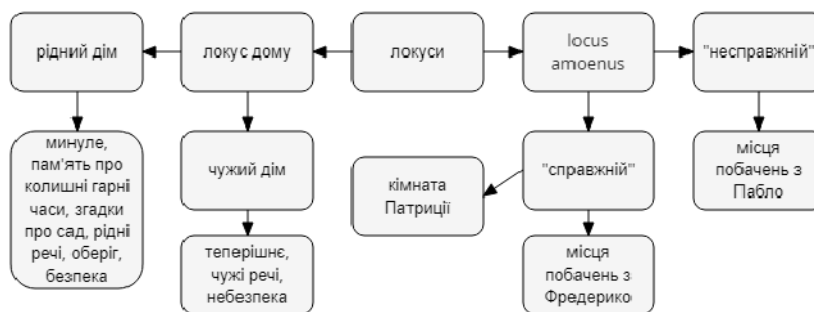 рідний дім
локус дому
локуси
locus
amoenus
"несправжній"
минуле,
пам'ять про
колишні гарні
часи, згадки
про сад, рідні
речі, оберіг,
безпека
чужий дім
кімната
Патриції
"справжній"
місця
побачень з
Пабло
теперішнє,
чужі речі,
небезпека
місця
побачень з
Фредерико